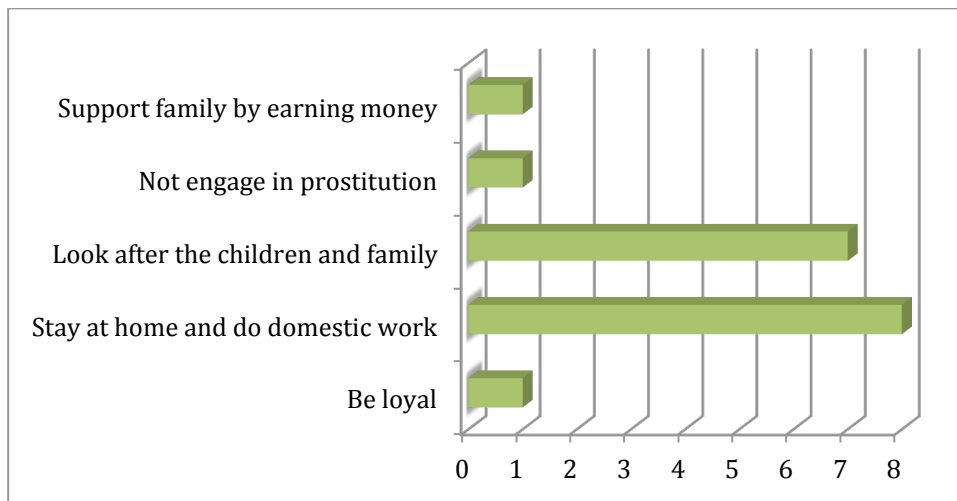 Support family by earning money
Not engage in prostitution
Look after the children and family
Stay at home and do domestic work
Be loyal
0 1 2 3 4 5 6 7 8